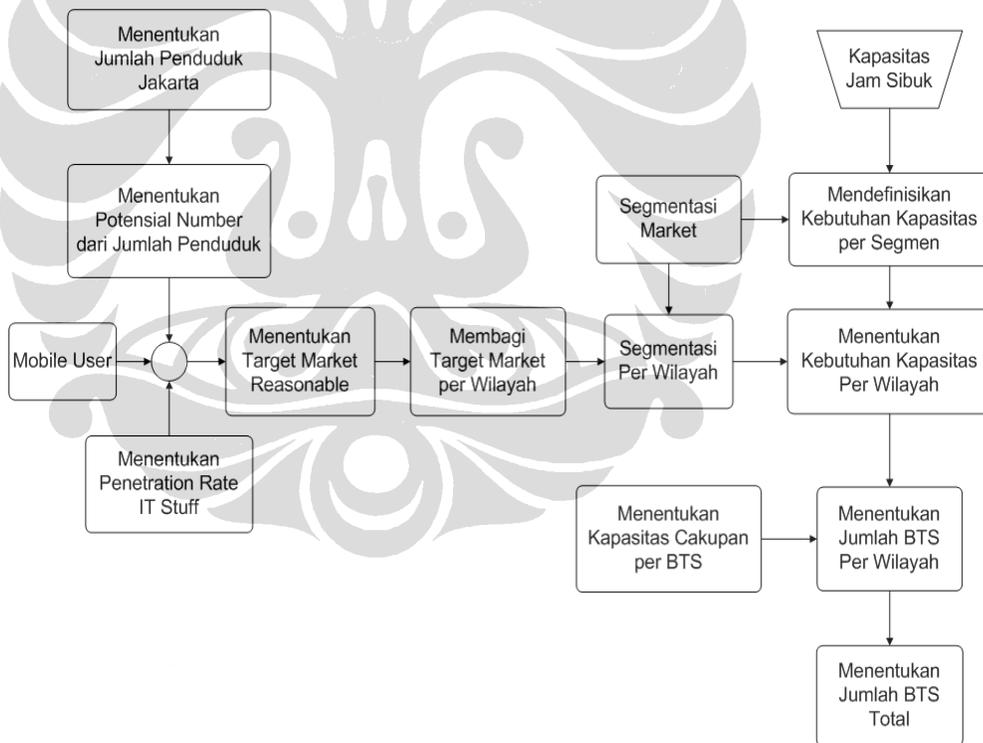 Menentukan
Jumlah Penduduk
Jakarta
Kapasitas
Jam Sibuk
Menentukan
Potensial Number
dari Jumlah Penduduk
Segmentasi
Market
Mendefinisikan
Kebutuhan Kapasitas
per Segmen
Mobile User
Menentukan
Target Market
Reasonable
Membagi
Target Market
per Wilayah
Segmentasi
Per Wilayah
Menentukan
Kebutuhan Kapasitas
Per Wilayah
Menentukan
Penetration Rate
IT Stuff
Menentukan
Kapasitas Cakupan
per BTS
Menentukan
Jumlah BTS
Per Wilayah
Menentukan
Jumlah BTS
Total